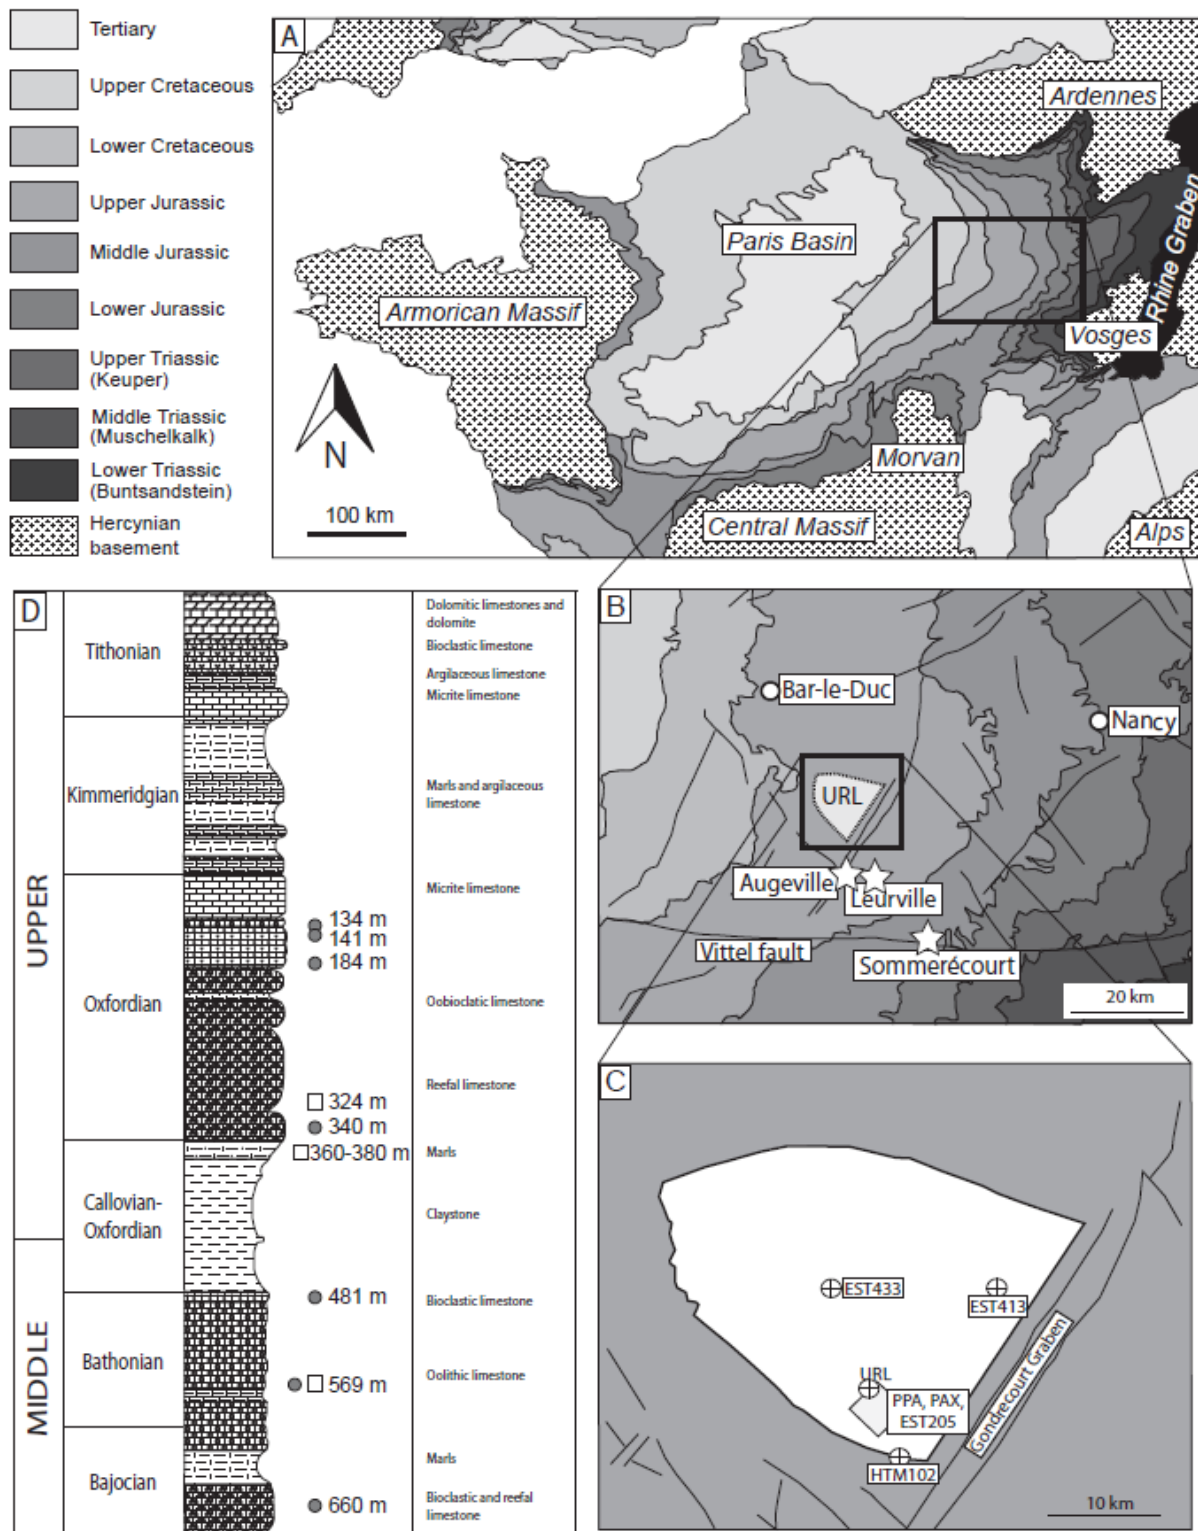 Tertiary
Upper Cretaceous
Lower Cretaceous
Upper Jurassic
Middle Jurassic
Lower Jurassic
Upper Triassic
(Keuper)
Middle Triassic
(Muschelkalk)
Lower Triassic
(Buntsandstein)
Hercynian
basement
A
Ardennes
Paris Basin
Rhine Graben
Armorican Massif
Vosges
N
Morvan
100 km
Central Massif
Alps
D
UPPER
MIDDLE
Tithonian
Kimmeridgian
Oxfordian
Callovian-
Oxfordian
Bathonian
Bajocian
134 m
141 m
184 m
324 m
340 m
360-380 m
481 m
569 m
660 m
Dolomitic limestones and
dolomite
Bioclastic limestone
Argilaceous limestone
Micrite limestone
Marls and argilaceous
limestone
Micrite limestone
Oobioclatic limestone
Reefal limestone
Marls
Claystone
Bioclastic limestone
Oolithic limestone
Marls
Bioclastic and reefal
limestone
B
Bar-le-Duc
Nancy
URL
Augeville
Leurville
Vittel fault
Sommerécourt
20 km
C
EST433
EST413
URL
PPA, PAX,
EST205
HTM102
Gondrecourt Graben
10 km